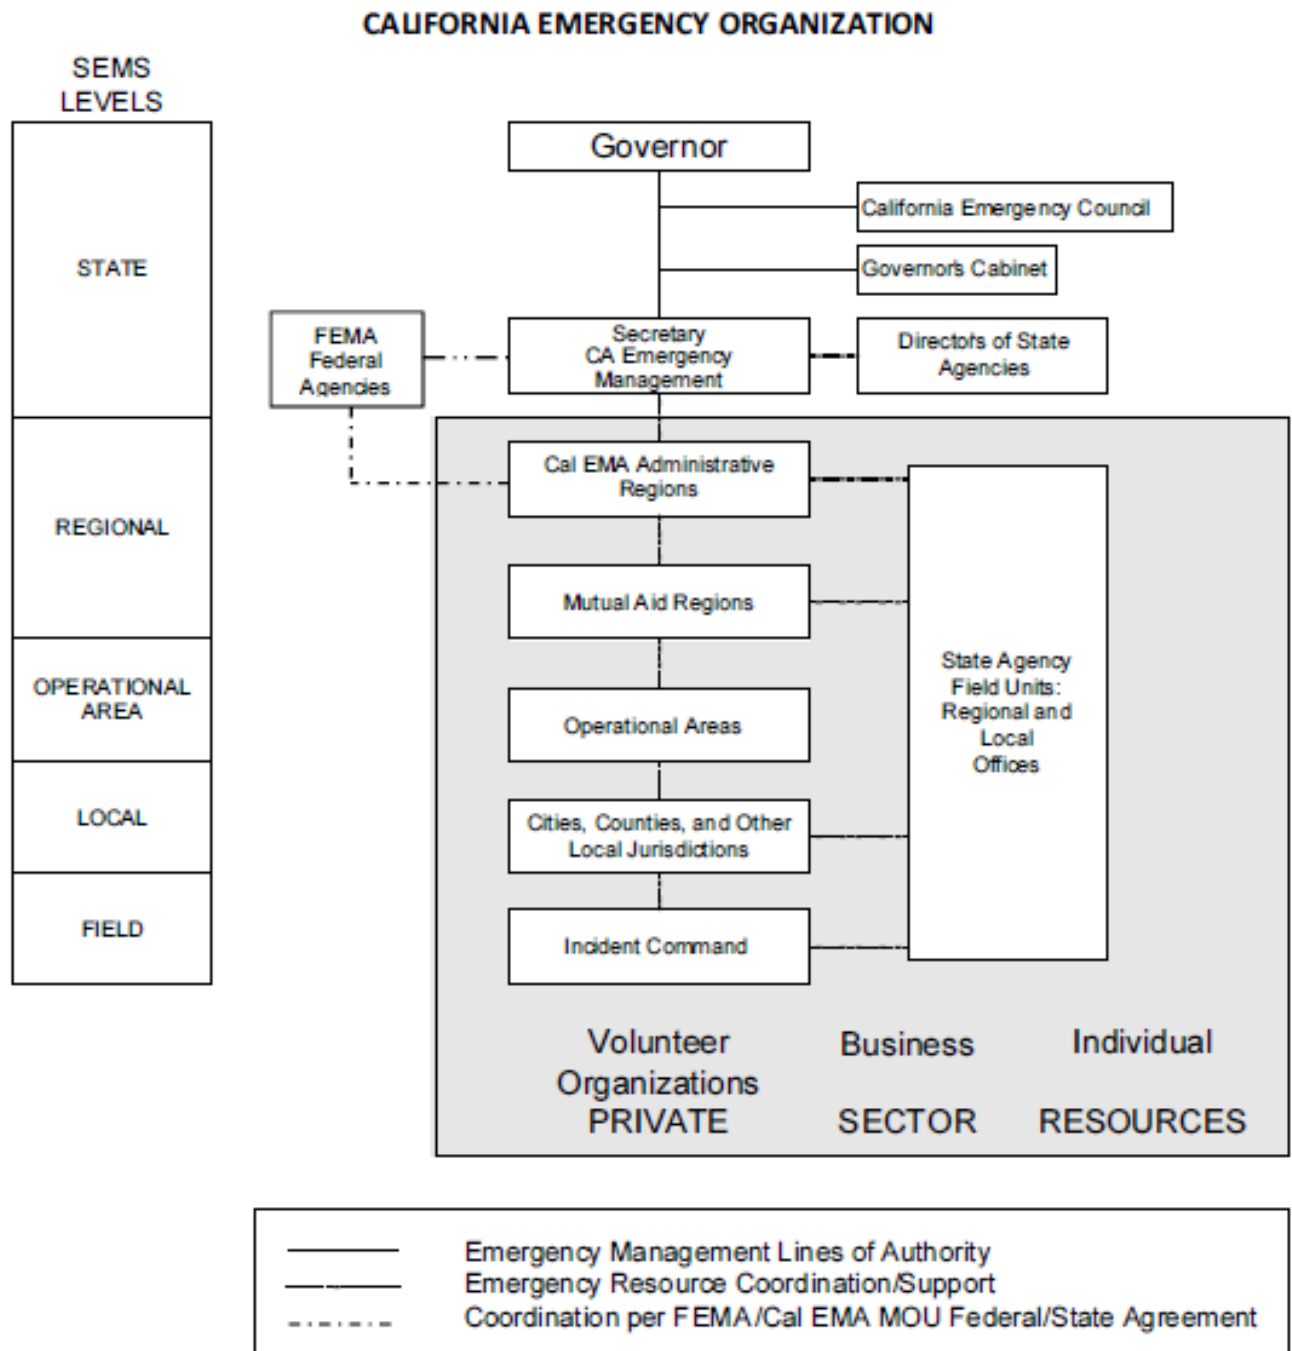 CALIFORNIA EMERGENCY ORGANIZATION
SEMS
LEVELS
STATE
REGIONAL
OPERATIONAL
AREA
LOCAL
FIELD
Governor
California Emergency Council
Governor's Cabinet
FEMA
Federal
Agencies
Secretary
CA Emergency
Management
Director's of State
Agencies
Cal EMA Administrative
Regions
Mutual Aid Regions
Operational Areas
Cities, Counties, and Other
Local Jurisdictions
Incident Command
State Agency
Field Units:
Regional and
Local
Offices
Volunteer
Organizations
PRIVATE
Business
SECTOR
Individual
RESOURCES
Emergency Management Lines of Authority
Emergency Resource Coordination/Support
Coordination per FEMA/Cal EMA MOU Federal/State Agreement